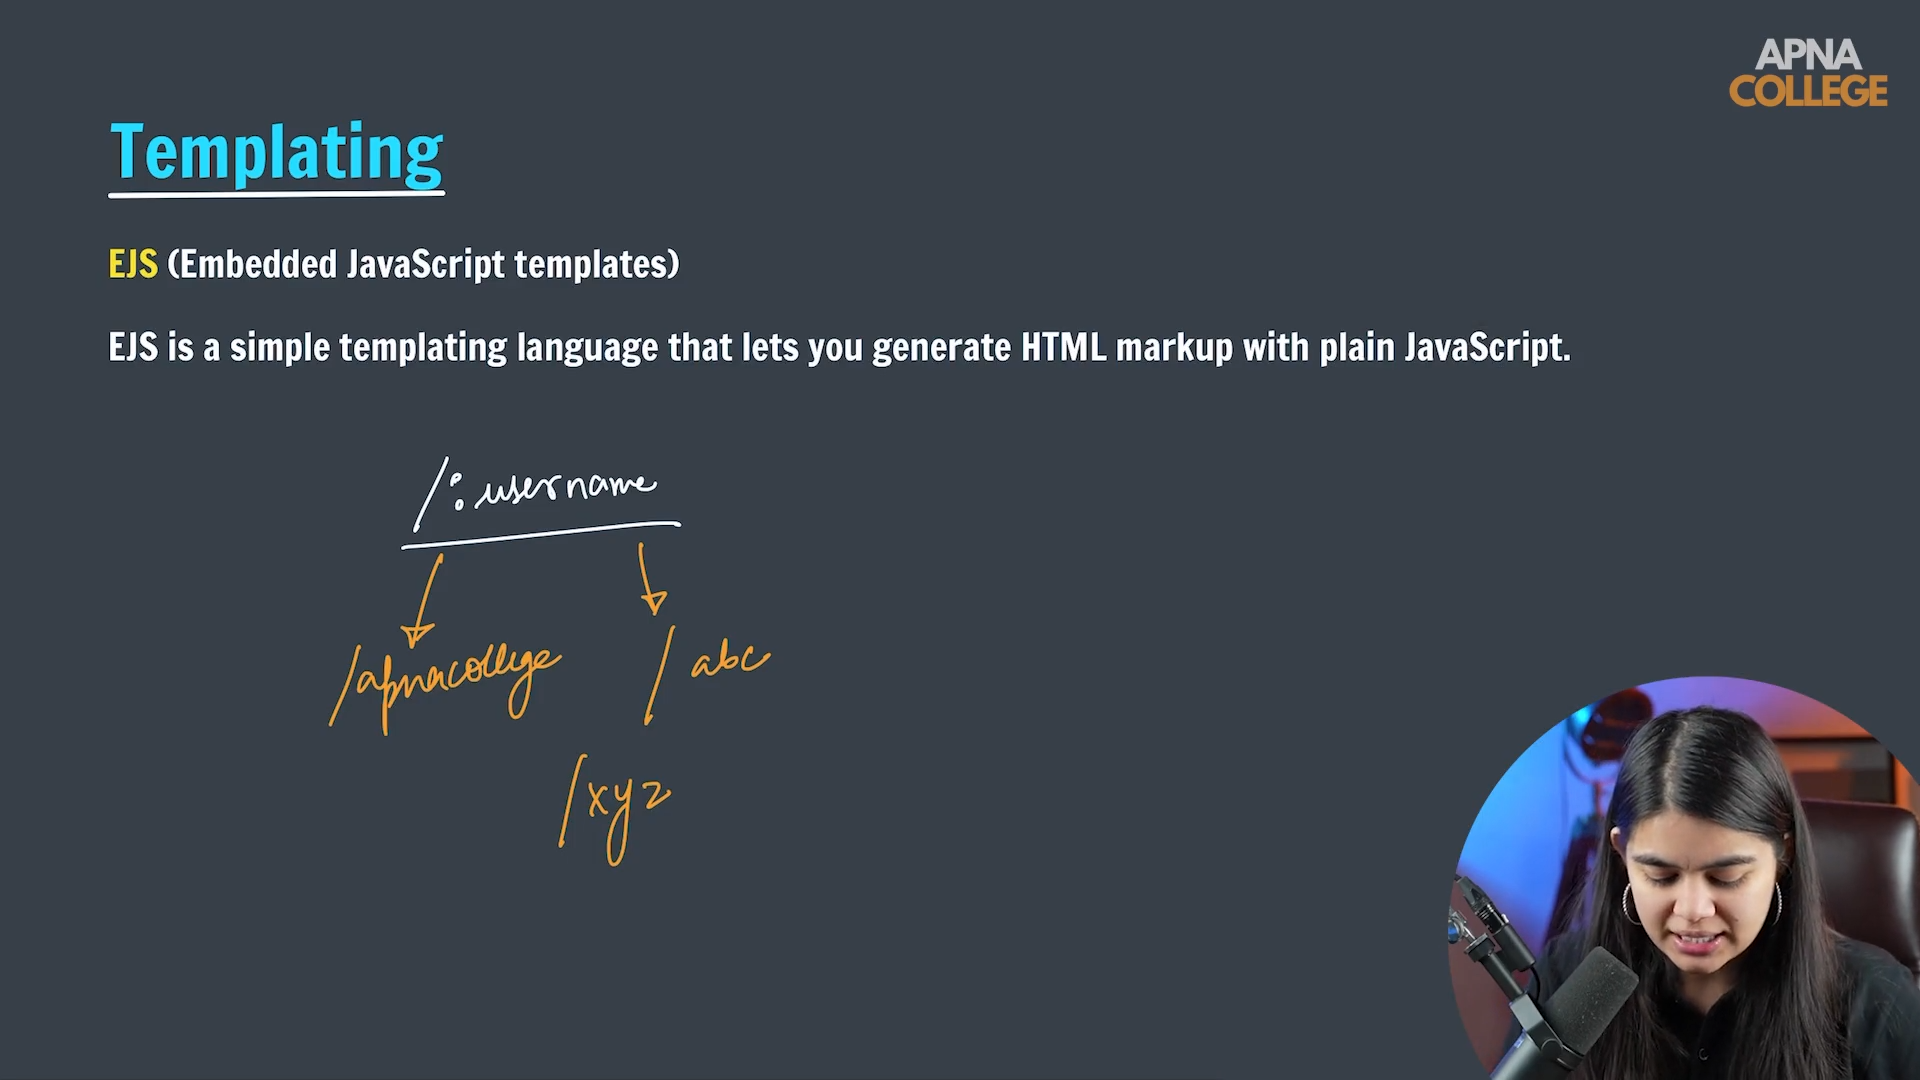 APNA
COLLEGE
Templating
EJS (Embedded JavaScript templates)
EJS is a simple templating language that lets you generate HTML markup with plain JavaScript.
/:username
/apnacollege /abc
/xyz